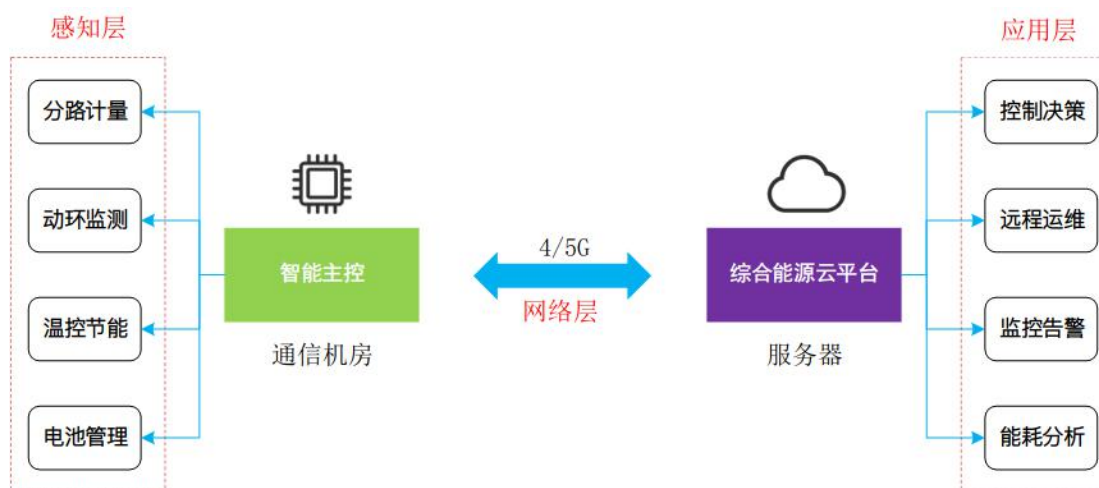 感知层
分路计量
动环监测
温控节能
电池管理
智能主控
通信机房
4/5G
网络层
综合能源云平台
服务器
应用层
控制决策
远程运维
监控告警
能耗分析